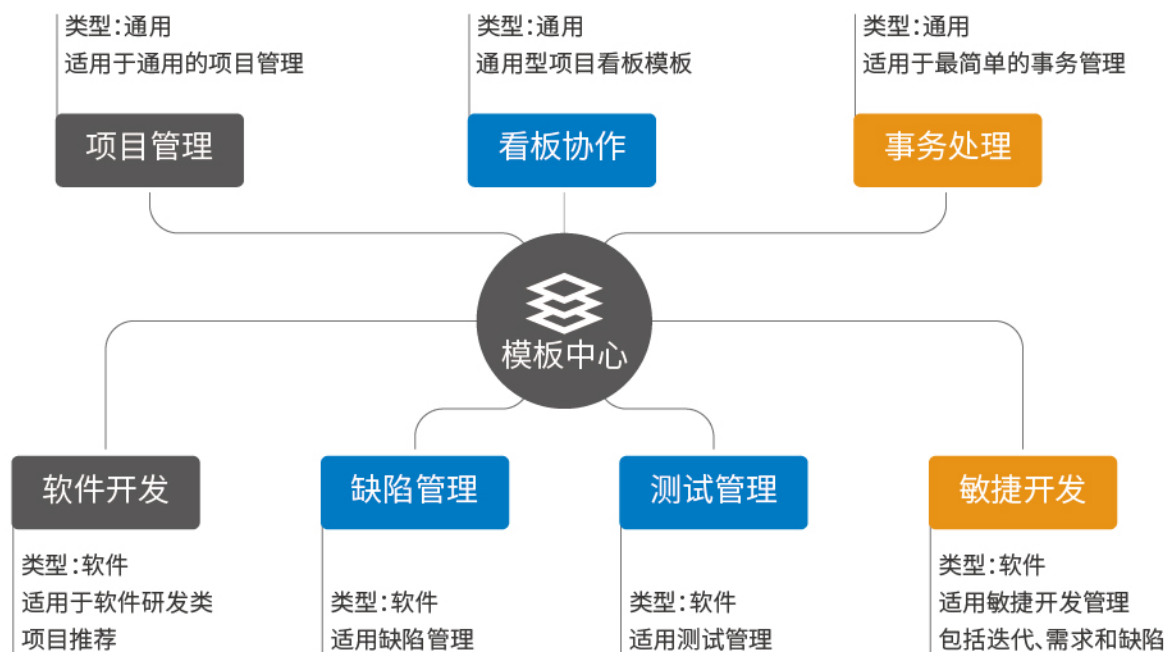 类型:通用
适用于通用的项目管理
项目管理
类型:通用
通用型项目看板模板
看板协作
类型:通用
适用于最简单的事务管理
事务处理
模板中心
软件开发
类型:软件
适用于软件研发类
项目推荐
缺陷管理
类型:软件
适用缺陷管理
测试管理
类型:软件
适用测试管理
敏捷开发
类型:软件
适用敏捷开发管理
包括迭代、需求和缺陷